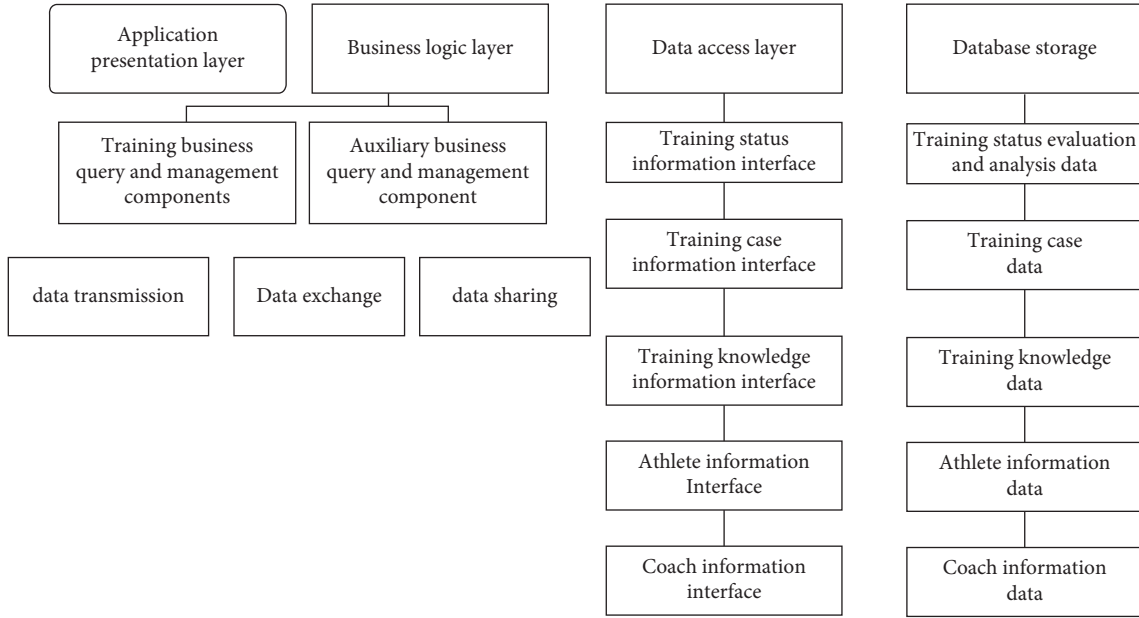 Application
presentation layer
Business logic layer
Data access layer
Database storage
Training business
query and management
components
Auxiliary business
query and management
component
Training status
information interface
Training status evaluation
and analysis data
Training case
information interface
Training case
data
data transmission
Data exchange
data sharing
Training knowledge
information interface
Training knowledge
data
Athlete information
Interface
Athlete information
data
Coach information
interface
Coach information
data